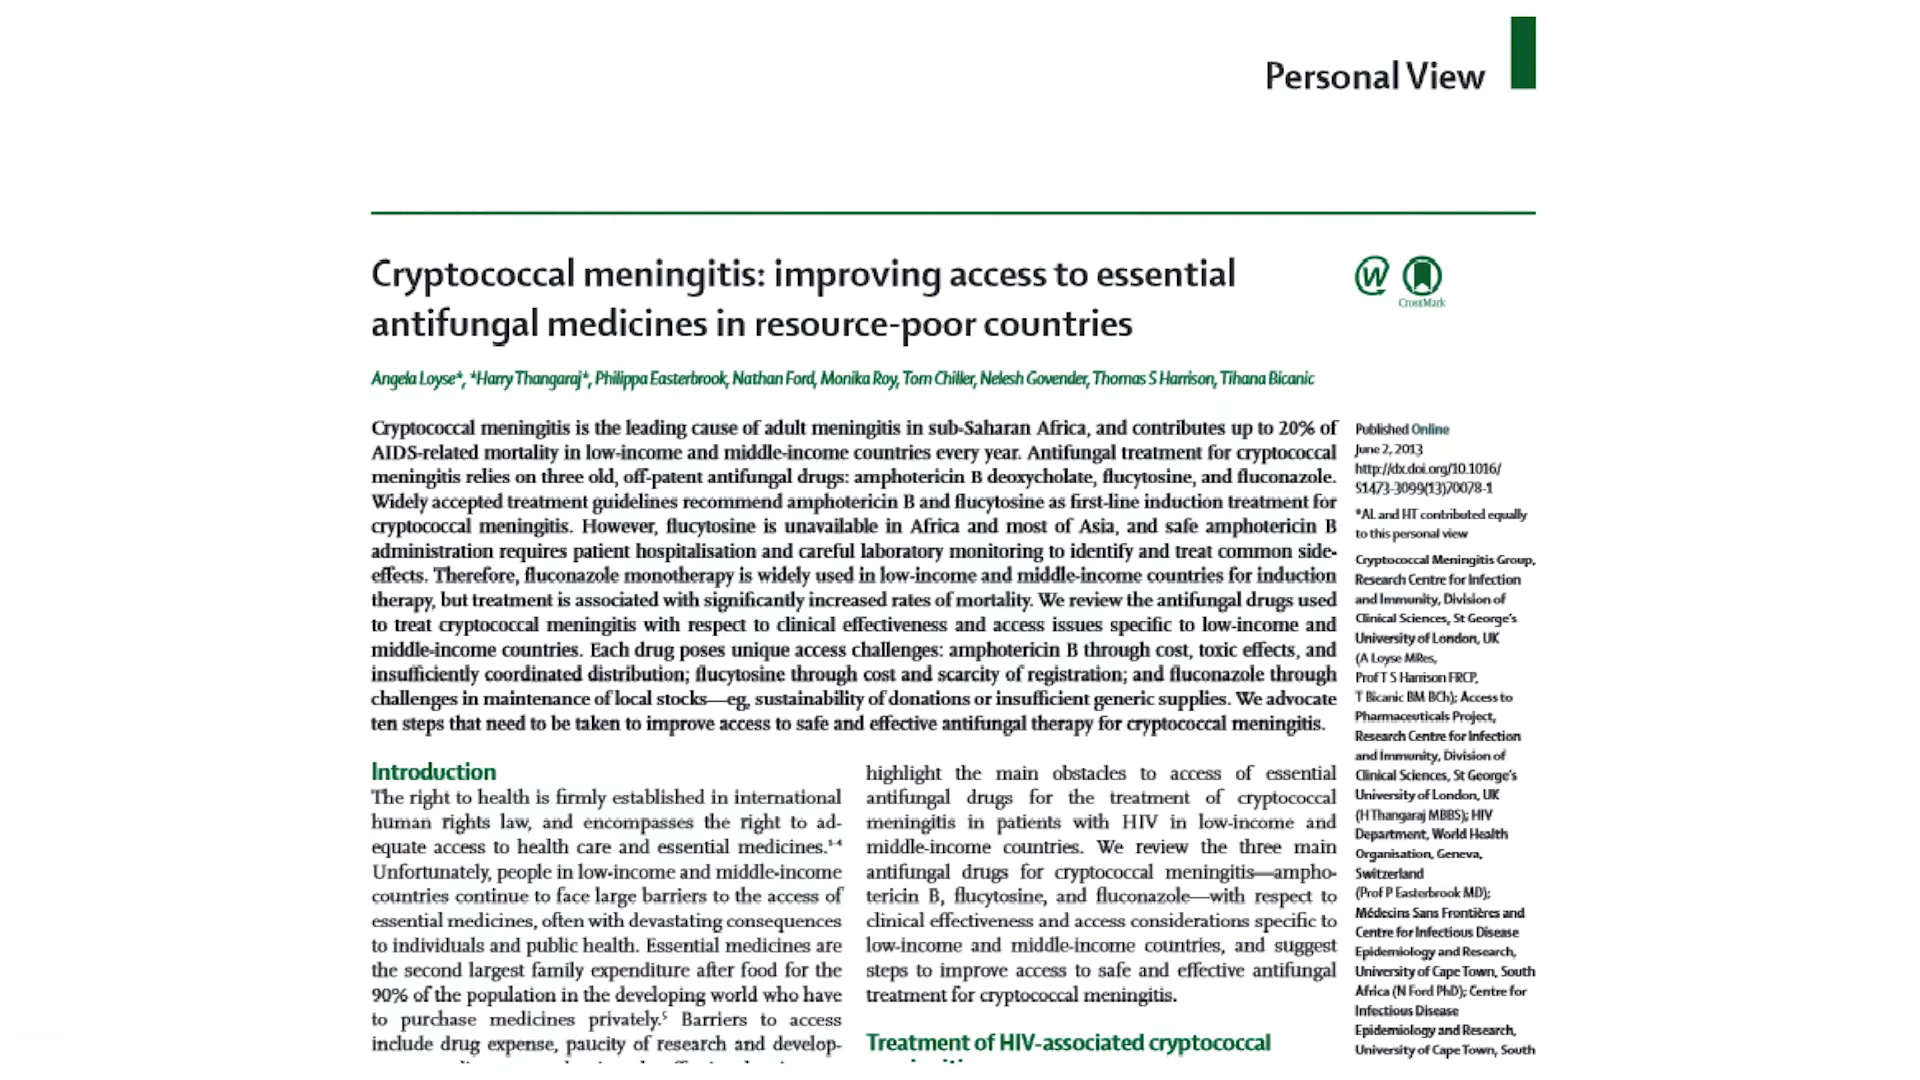 Personal View
Cryptococcal meningitis: improving access to essential
antifungal medicines in resource-poor countries
CrossMark
Angela Loyse*, *Harry Thangaraj*, Philippa Easterbrook, Nathan Ford, Monika Roy, Tom Chiller, Nelesh Govender, Thomas S Harrison, Tihana Bicanic
Cryptococcal meningitis is the leading cause of adult meningitis in sub-Saharan Africa, and contributes up to 20% of
AIDS-related mortality in low-income and middle-income countries every year. Antifungal treatment for cryptococcal
meningitis relies on three old, off-patent antifungal drugs: amphotericin B deoxycholate, flucytosine, and fluconazole.
Widely accepted treatment guidelines recommend amphotericin B and flucytosine as first-line induction treatment for
cryptococcal meningitis. However, flucytosine is unavailable in Africa and most of Asia, and safe amphotericin B
administration requires patient hospitalisation and careful laboratory monitoring to identify and treat common side-
effects. Therefore, fluconazole monotherapy is widely used in low-income and middle-income countries for induction
therapy, but treatment is associated with significantly increased rates of mortality. We review the antifungal drugs used
to treat cryptococcal meningitis with respect to clinical effectiveness and access issues specific to low-income and
middle-income countries. Each drug poses unique access challenges: amphotericin B through cost, toxic effects, and
insufficiently coordinated distribution; flucytosine through cost and scarcity of registration; and fluconazole through
challenges in maintenance of local stocks—eg, sustainability of donations or insufficient generic supplies. We advocate
ten steps that need to be taken to improve access to safe and effective antifungal therapy for cryptococcal meningitis.
Introduction
The right to health is firmly established in international
human rights law, and encompasses the right to ad-
equate access to health care and essential medicines.¹⁻⁴
Unfortunately, people in low-income and middle-income
countries continue to face large barriers to the access of
essential medicines, often with devastating consequences
to individuals and public health. Essential medicines are
the second largest family expenditure after food for the
90% of the population in the developing world who have
to purchase medicines privately.⁵ Barriers to access
include drug expense, paucity of research and develop-
highlight the main obstacles to access of essential
antifungal drugs for the treatment of cryptococcal
meningitis in patients with HIV in low-income and
middle-income countries. We review the three main
antifungal drugs for cryptococcal meningitis—ampho-
tericin B, flucytosine, and fluconazole—with respect to
clinical effectiveness and access considerations specific to
low-income and middle-income countries, and suggest
steps to improve access to safe and effective antifungal
treatment for cryptococcal meningitis.
Treatment of HIV-associated cryptococcal
Published Online
June 2, 2013
http://dx.doi.org/10.1016/
S1473-3099(13)70078-1
*AL and HT contributed equally
to this personal view
Cryptococcal Meningitis Group,
Research Centre for Infection
and Immunity, Division of
Clinical Sciences, St George's
University of London, UK
(A Loyse MRes,
Prof T S Harrison FRCP,
T Bicanic BM BCh); Access to
Pharmaceuticals Project,
Research Centre for Infection
and Immunity, Division of
Clinical Sciences, St George's
University of London, UK
(H Thangaraj MBBS); HIV
Department, World Health
Organisation, Geneva,
Switzerland
(Prof P Easterbrook MD);
Médecins Sans Frontières and
Centre for Infectious Disease
Epidemiology and Research,
University of Cape Town, South
Africa (N Ford PhD); Centre for
Infectious Disease
Epidemiology and Research,
University of Cape Town, South